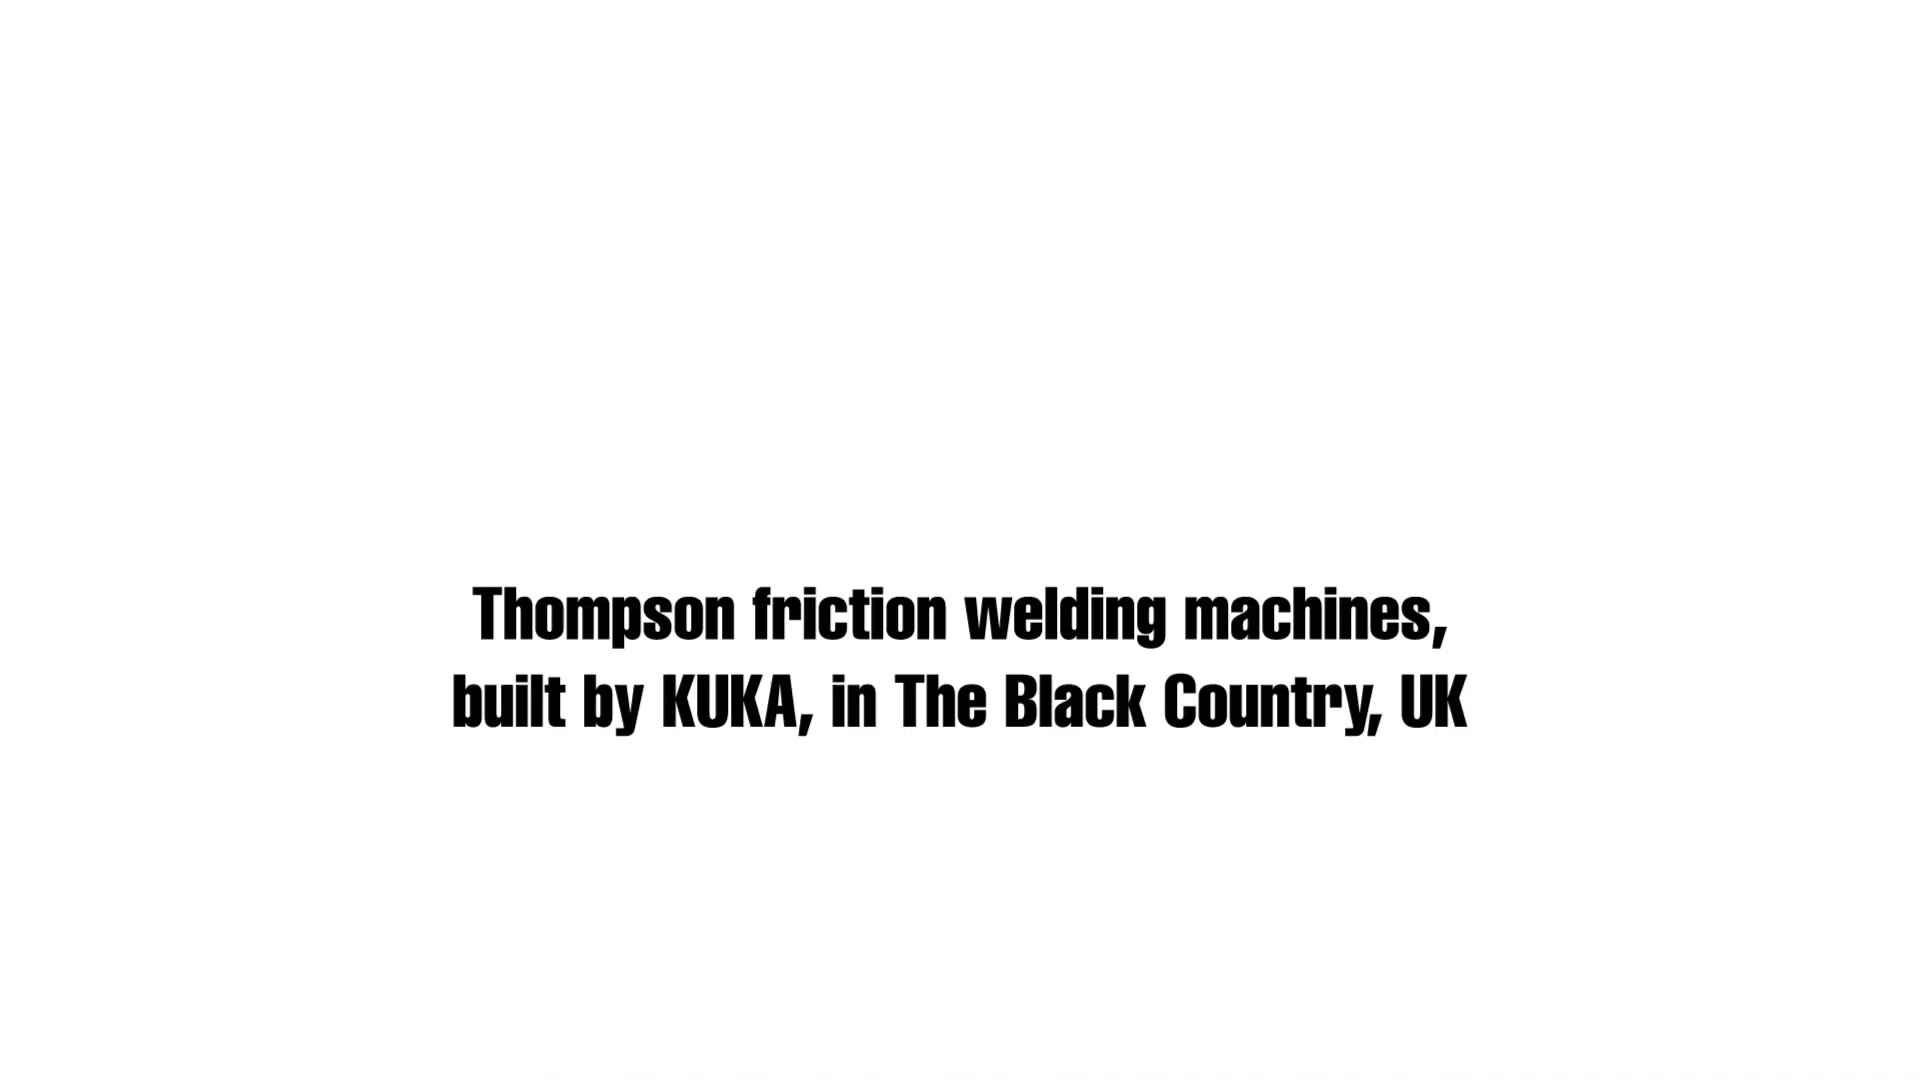 Thompson friction welding machines,
built by KUKA, in The Black Country, UK